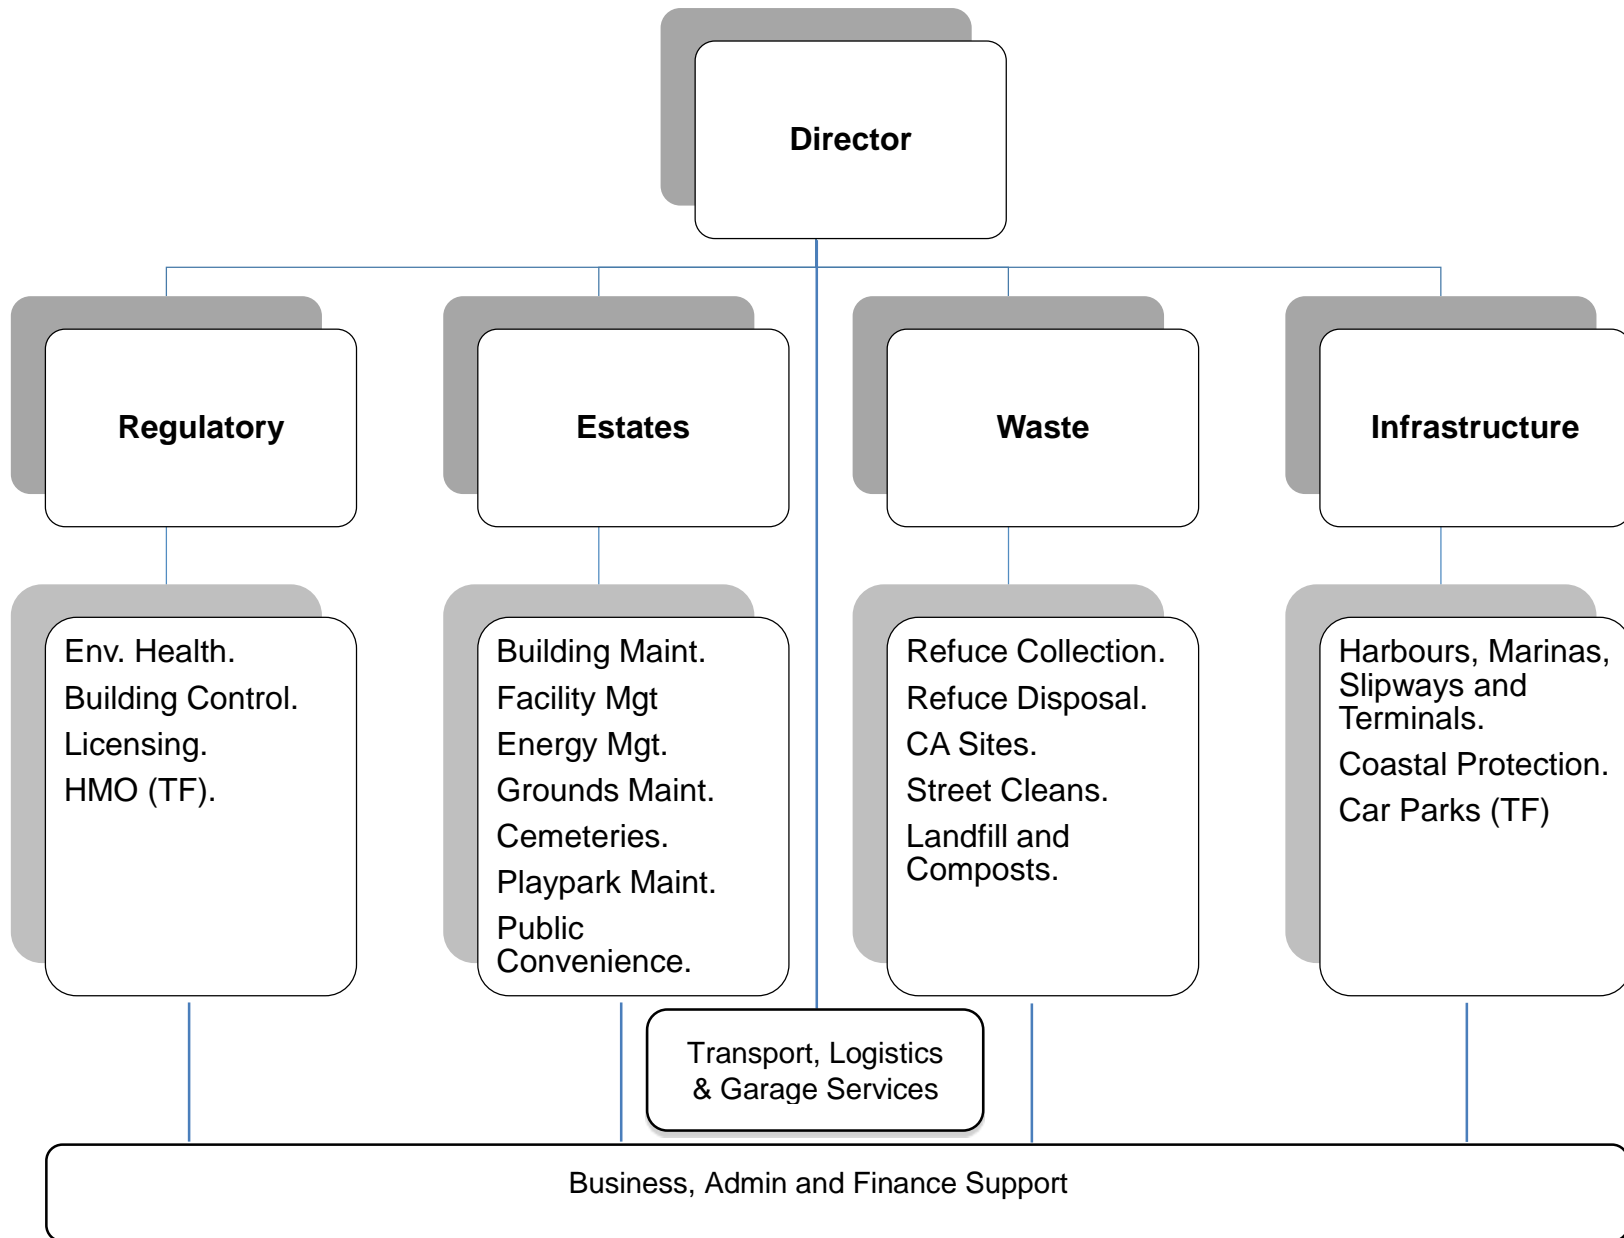 Director
Regulatory
Estates
Waste
Infrastructure
Env. Health.
Building Control.
Licensing.
HMO (TF).
Building Maint.
Facility Mgt
Energy Mgt.
Grounds Maint.
Cemeteries.
Playpark Maint.
Public
Convenience.
Refuce Collection.
Refuce Disposal.
CA Sites.
Street Cleans.
Landfill and
Composts.
Harbours, Marinas,
Slipways and
Terminals.
Coastal Protection.
Car Parks (TF)
Transport, Logistics
& Garage Services
Business, Admin and Finance Support